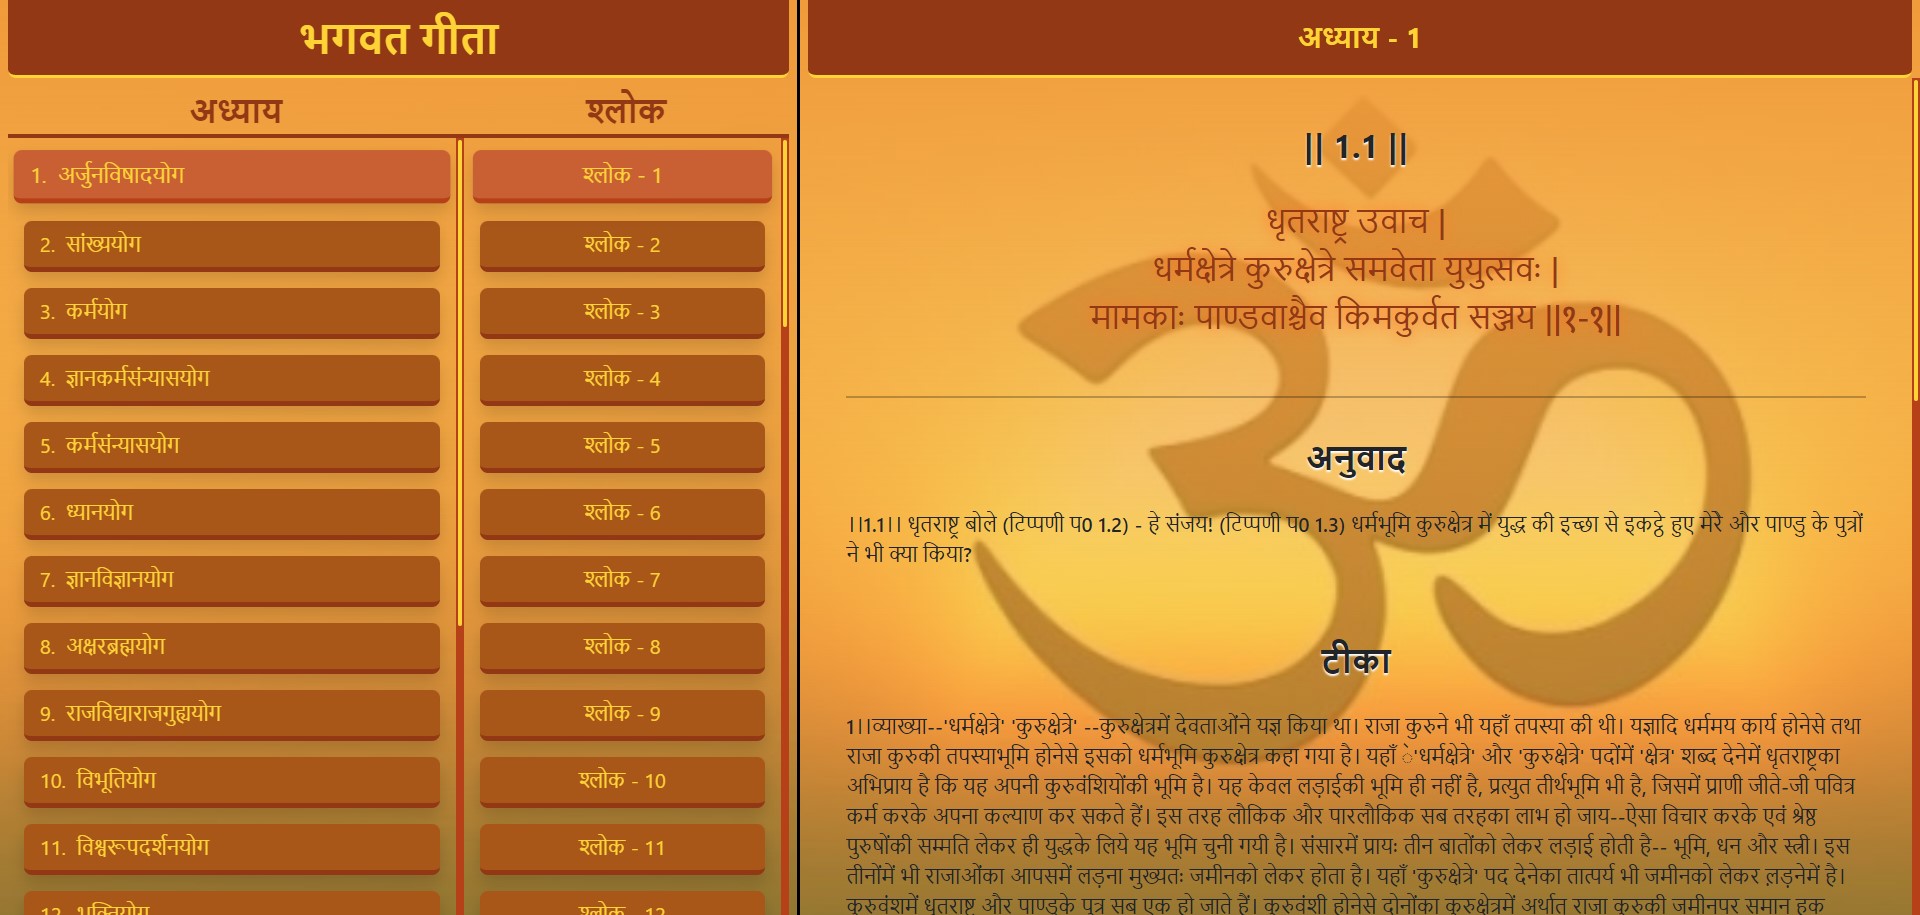 भगवत गीता
अध्याय
श्लोक
1. अर्जुनविषादयोग
2. सांख्ययोग
3. कर्मयोग
4. ज्ञानकर्मसंन्यासयोग
5. कर्मसंन्यासयोग
6. ध्यानयोग
7. ज्ञानविज्ञानयोग
8. अक्षरब्रह्मयोग
9. राजविद्याराजगुह्ययोग
10. विभूतियोग
11. विश्वरूपदर्शनयोग
12. भक्तियोग
श्लोक - 1
श्लोक - 2
श्लोक - 3
श्लोक - 4
श्लोक - 5
श्लोक - 6
श्लोक - 7
श्लोक - 8
श्लोक - 9
श्लोक - 10
श्लोक - 11
श्लोक - 12
अध्याय - 1
|| 1.1 ||
धृतराष्ट्र उवाच |
धर्मक्षेत्रे कुरुक्षेत्रे समवेता युयुत्सवः |
मामकाः पाण्डवाश्चैव किमकुर्वत सञ्जय ||१-१||
अनुवाद
।।1.1।। धृतराष्ट्र बोले (टिप्पणी प0 1.2) - हे संजय! (टिप्पणी प0 1.3) धर्मभूमि कुरुक्षेत्र में युद्ध की इच्छा से इकट्ठे हुए मेरे और पाण्डु के पुत्रों
ने भी क्या किया?
टीका
1।।व्याख्या--'धर्मक्षेत्रे' 'कुरुक्षेत्रे' --कुरुक्षेत्रमें देवताओंने यज्ञ किया था। राजा कुरुने भी यहाँ तपस्या की थी। यज्ञादि धर्ममय कार्य होनेसे तथा
राजा कुरुकी तपस्याभूमि होनेसे इसको धर्मभूमि कुरुक्षेत्र कहा गया है। यहाँ े'धर्मक्षेत्रे' और 'कुरुक्षेत्रे' पदोंमें 'क्षेत्र' शब्द देनेमें धृतराष्ट्रका
अभिप्राय है कि यह अपनी कुरुवंशियोंकी भूमि है। यह केवल लड़ाईकी भूमि ही नहीं है, प्रत्युत तीर्थभूमि भी है, जिसमें प्राणी जीते-जी पवित्र
कर्म करके अपना कल्याण कर सकते हैं। इस तरह लौकिक और पारलौकिक सब तरहका लाभ हो जाय--ऐसा विचार करके एवं श्रेष्ठ
पुरुषोंकी सम्मति लेकर ही युद्धके लिये यह भूमि चुनी गयी है। संसारमें प्रायः तीन बातोंको लेकर लड़ाई होती है-- भूमि, धन और स्त्री। इस
तीनोंमें भी राजाओंका आपसमें लड़ना मुख्यतः जमीनको लेकर होता है। यहाँ 'कुरुक्षेत्रे' पद देनेका तात्पर्य भी जमीनको लेकर ल़ड़नेमें है।
कुरुवंशमें धृतराष्ट्र और पाण्डुके पुत्र सब एक हो जाते हैं। कुरुवंशी होनेसे दोनोंका कुरुक्षेत्रमें अर्थात् राजा कुरुकी जमीनपर समान हक